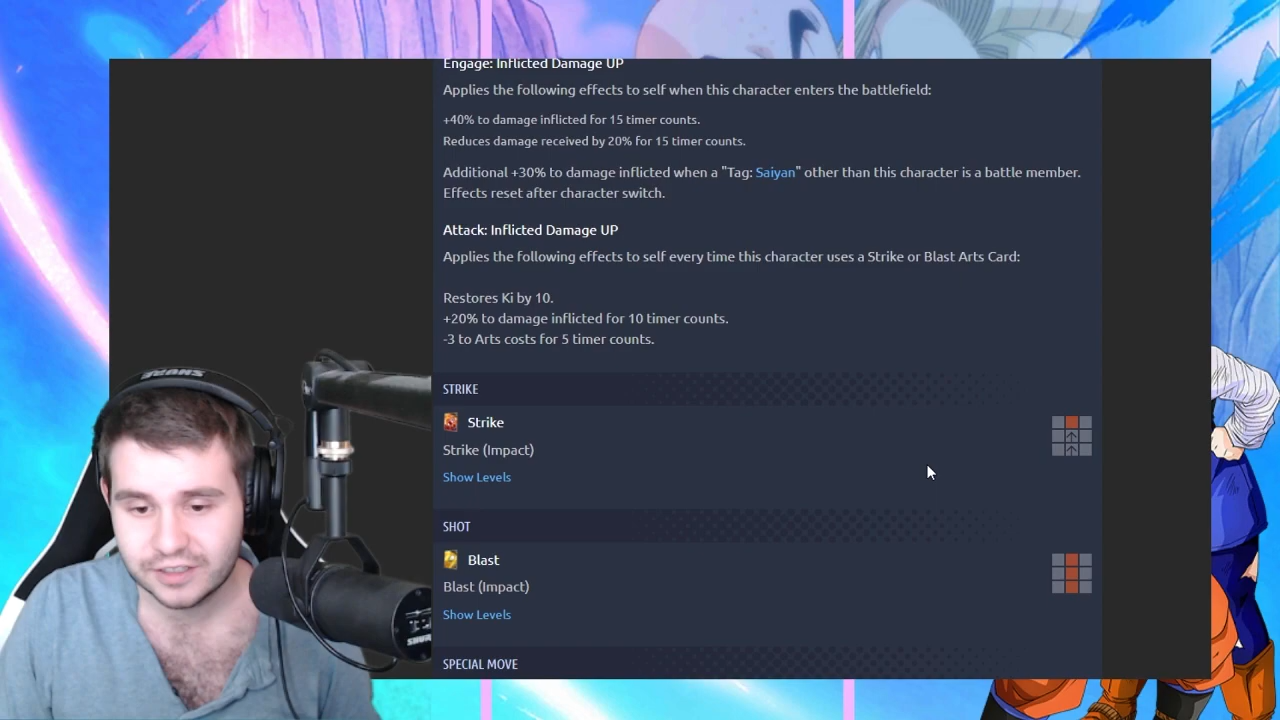 Engage: Inflicted Damage UP
Applies the following effects to self when this character enters the battlefield:
+40% to damage inflicted for 15 timer counts.
Reduces damage received by 20% for 15 timer counts.
Additional +30% to damage inflicted when a "Tag: Saiyan" other than this character is a battle member.
Effects reset after character switch.
Attack: Inflicted Damage UP
Applies the following effects to self every time this character uses a Strike or Blast Arts Card:
Restores Ki by 10.
+20% to damage inflicted for 10 timer counts.
-3 to Arts costs for 5 timer counts.
STRIKE
Strike
Strike (Impact)
Show Levels
SHOT
Blast
Blast (Impact)
Show Levels
SPECIAL MOVE
SHURE
SHURE